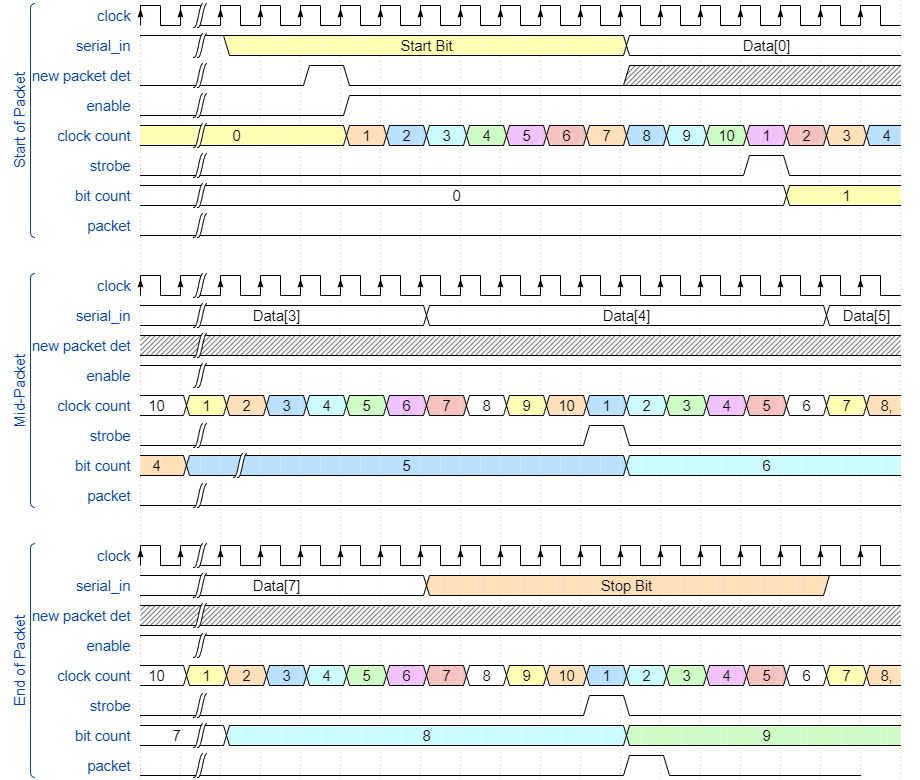 Start of Packet
clock
serial_in Start Bit Data[0]
new packet det
enable
clock count 0 1 2 3 4 5 6 7 8 9 10 1 2 3 4
strobe
bit count 0 1
packet
Mid-Packet
clock
serial_in Data[3] Data[4] Data[5]
new packet det
enable
clock count 10 1 2 3 4 5 6 7 8 9 10 1 2 3 4 5 6 7 8,
strobe
bit count 4 5 6
packet
End of Packet
clock
serial_in Data[7] Stop Bit
new packet det
enable
clock count 10 1 2 3 4 5 6 7 8 9 10 1 2 3 4 5 6 7 8,
strobe
bit count 7 8 9
packet